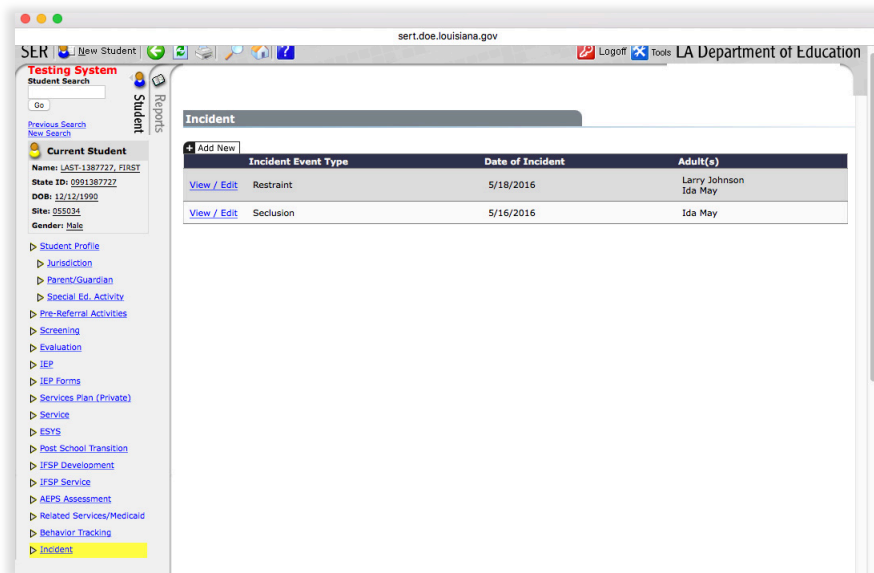 sert.doe.louisiana.gov
SER New Student ? Logoff Tools LA Department of Education
Testing System
Student Search
Go
Previous Search
New Search
Student
Reports
Current Student
Name: LAST-1387727, FIRST
State ID: 0991387727
DOB: 12/12/1990
Site: 055034
Gender: Male
Student Profile
Jurisdiction
Parent/Guardian
Special Ed. Activity
Pre-Referral Activities
Screening
Evaluation
IEP
IEP Forms
Services Plan (Private)
Service
ESYS
Post School Transition
IFSP Development
IFSP Service
AEPS Assessment
Related Services/Medicaid
Behavior Tracking
Incident
Incident
+ Add New
Incident Event Type Date of Incident Adult(s)
View / Edit Restraint 5/18/2016 Larry Johnson
Ida May
View / Edit Seclusion 5/16/2016 Ida May